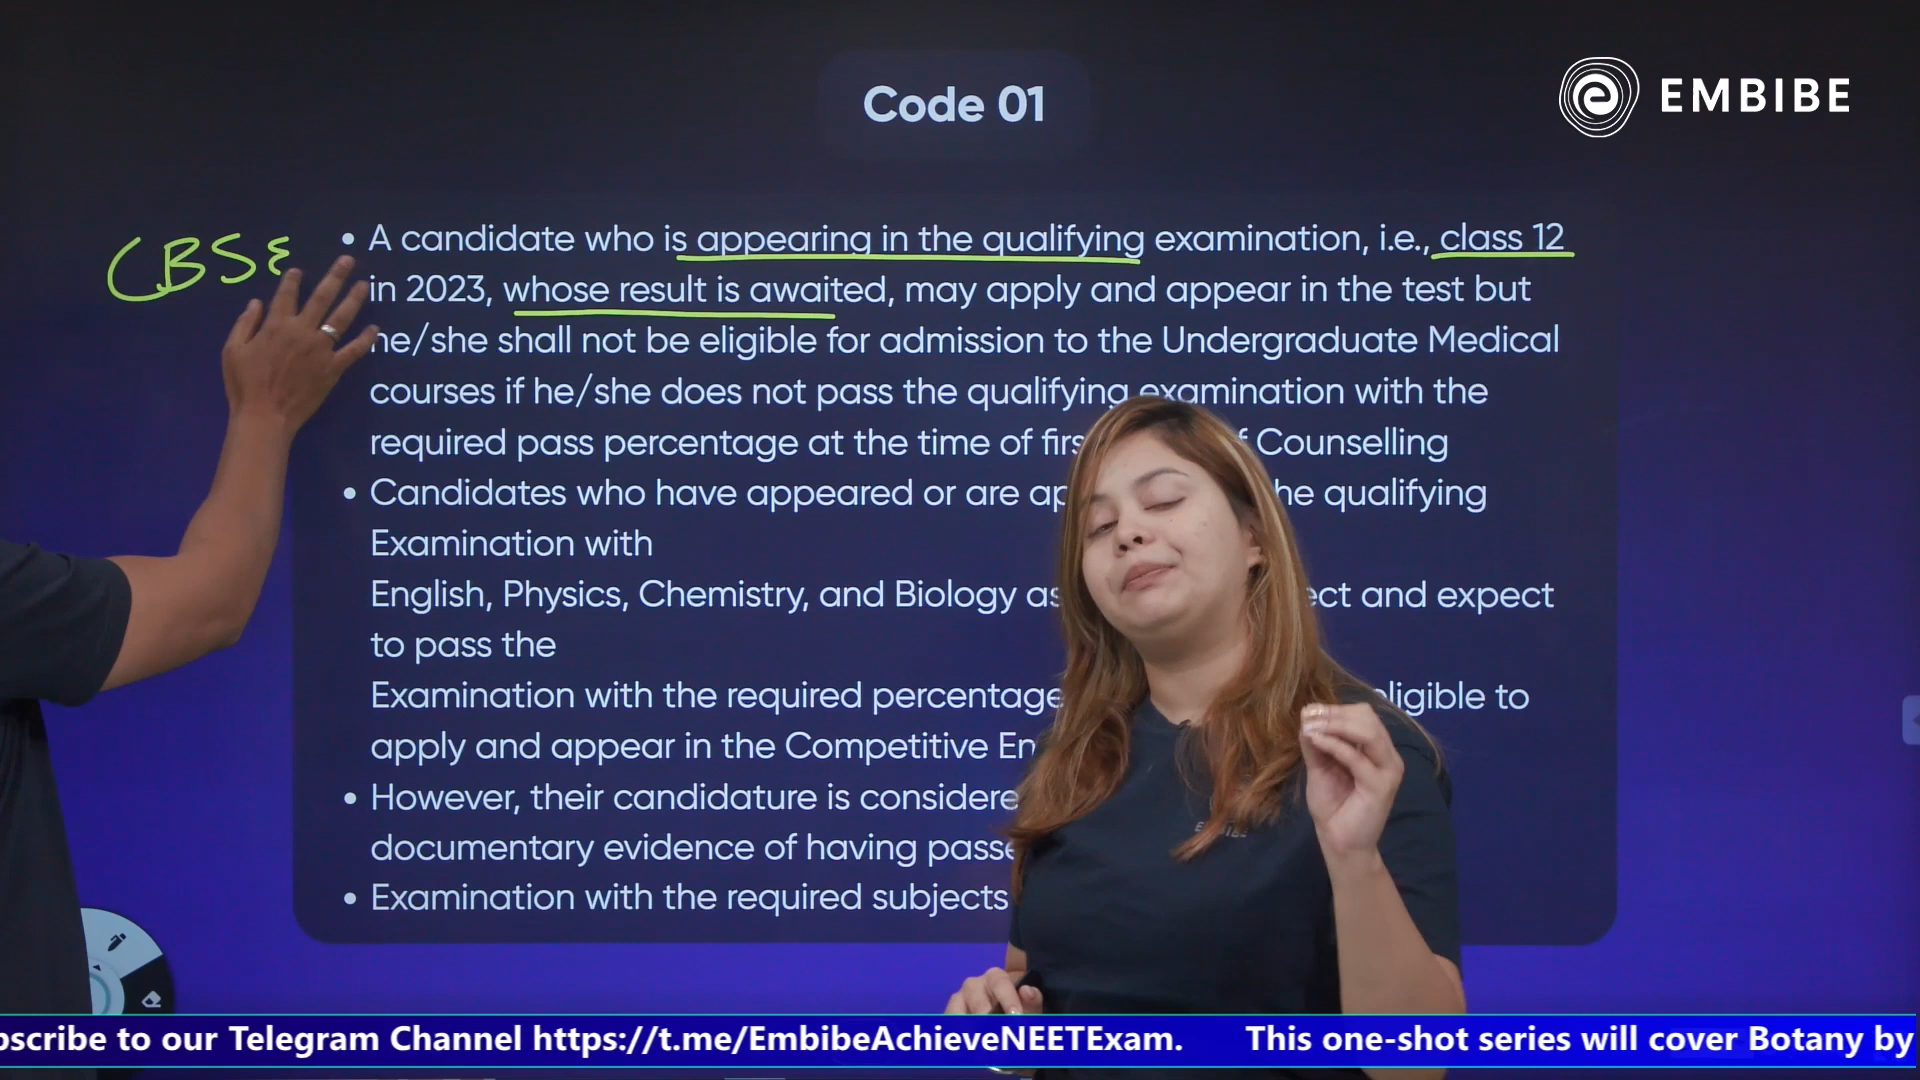 Code 01
EMBIBE
CBSE
• A candidate who is appearing in the qualifying examination, i.e., class 12
in 2023, whose result is awaited, may apply and appear in the test but
he/she shall not be eligible for admission to the Undergraduate Medical
courses if he/she does not pass the qualifying examination with the
required pass percentage at the time of Counselling
• Candidates who have appeared or are qualifying
Examination with
English, Physics, Chemistry, and Biology and expect
to pass the
Examination with the required percentage eligible to
apply and appear in the Competitive
• However, their candidature is
documentary evidence of having
• Examination with the required subjects
to our Telegram Channel https://t.me/EmbibeAchieveNEETExam. This one-shot series will cover Botany by